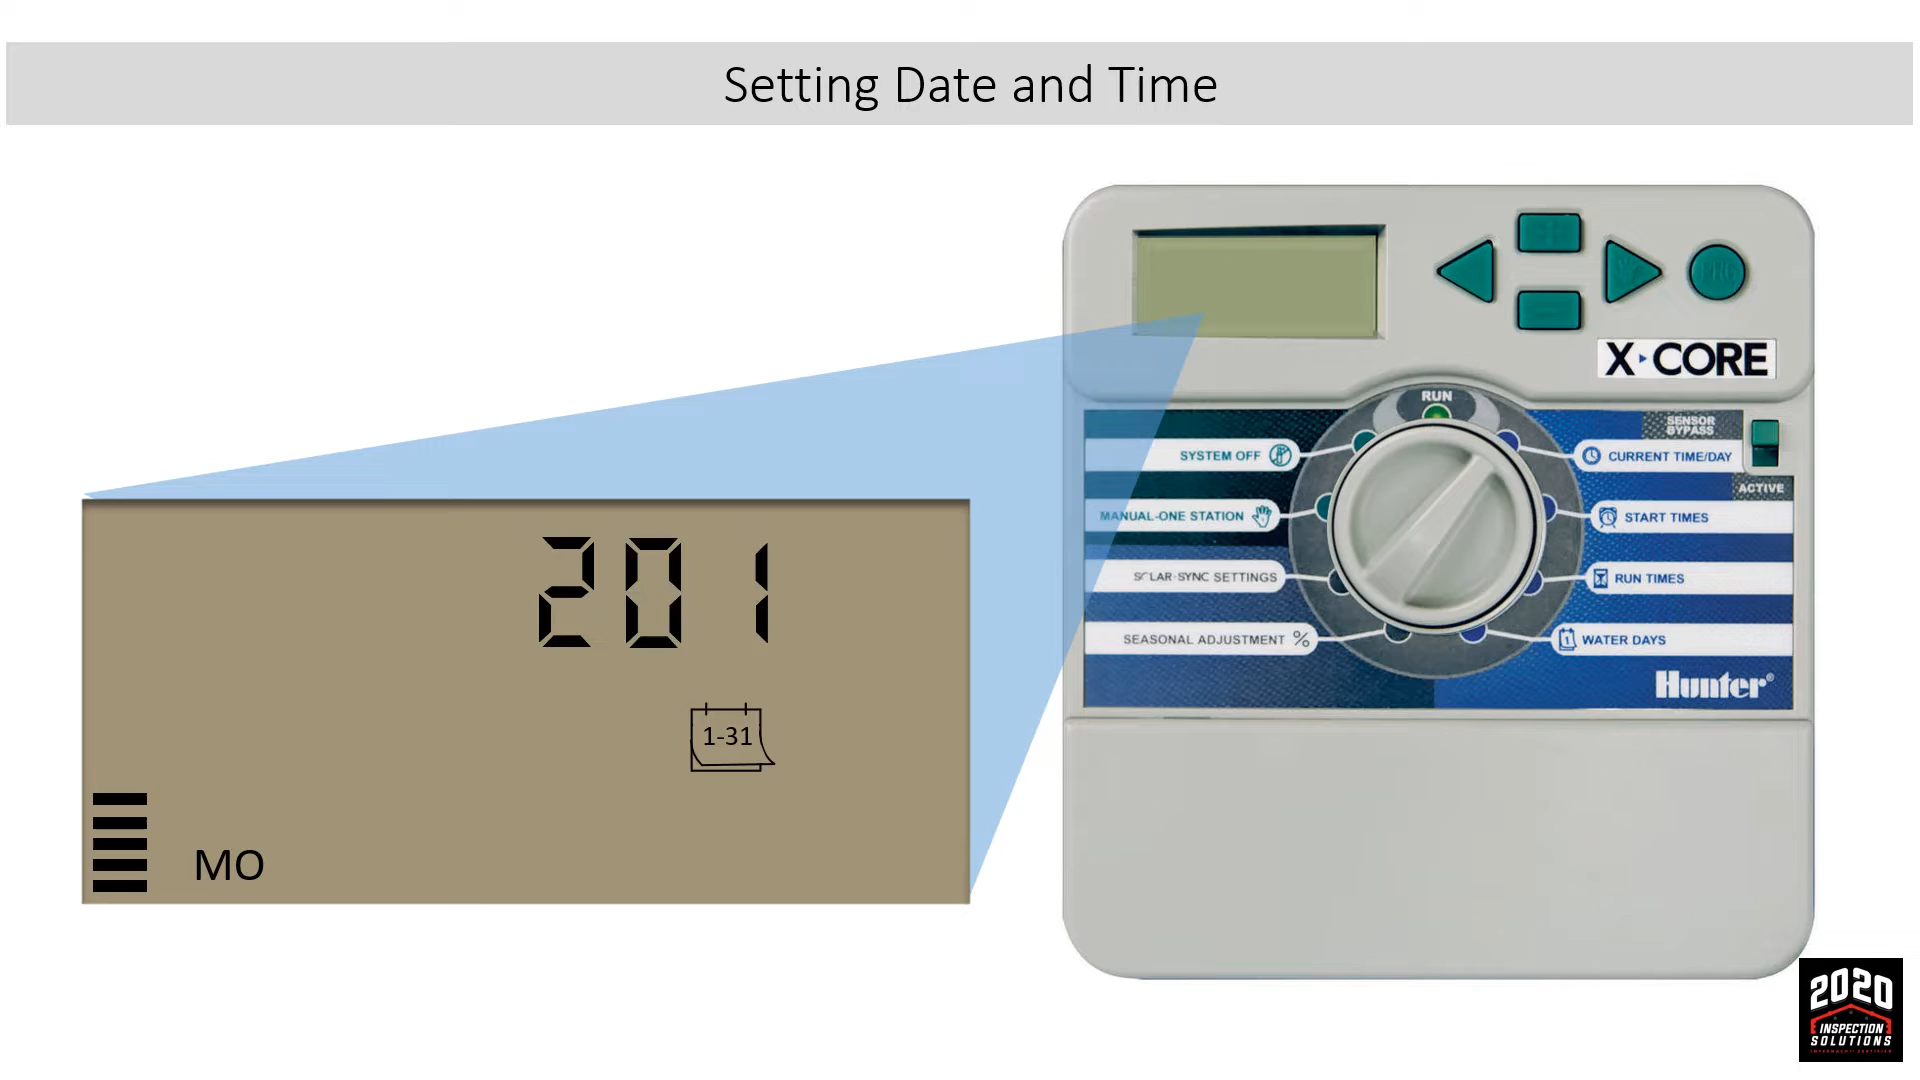 Setting Date and Time
X-CORE
RUN
SENSOR
BYPASS
SYSTEM OFF
CURRENT TIME/DAY
ACTIVE
MANUAL-ONE STATION
START TIMES
SOLAR-SYNC SETTINGS
RUN TIMES
SEASONAL ADJUSTMENT %
1
WATER DAYS
Hunter®
201
1-31
MO
2020
INSPECTION
SOLUTIONS